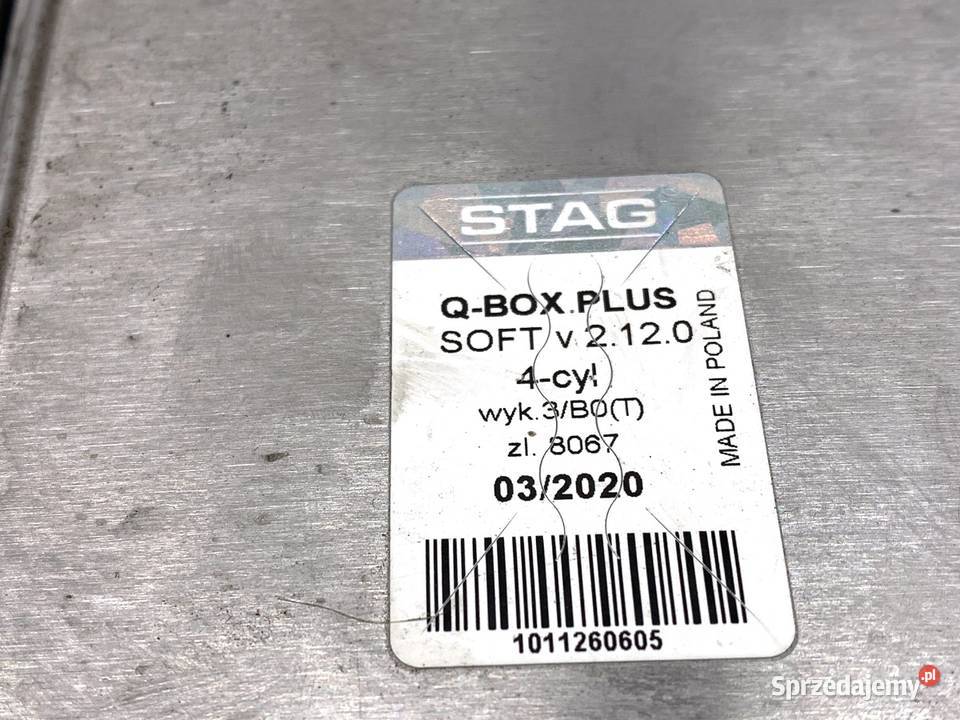 STAG
Q-BOX PLUS
SOFT v 2.12.0
4-cyl
wyk.3/B0(T)
zl. 8067
03/2020
MADE IN POLAND
1011260605
Sprzedajemy.pl